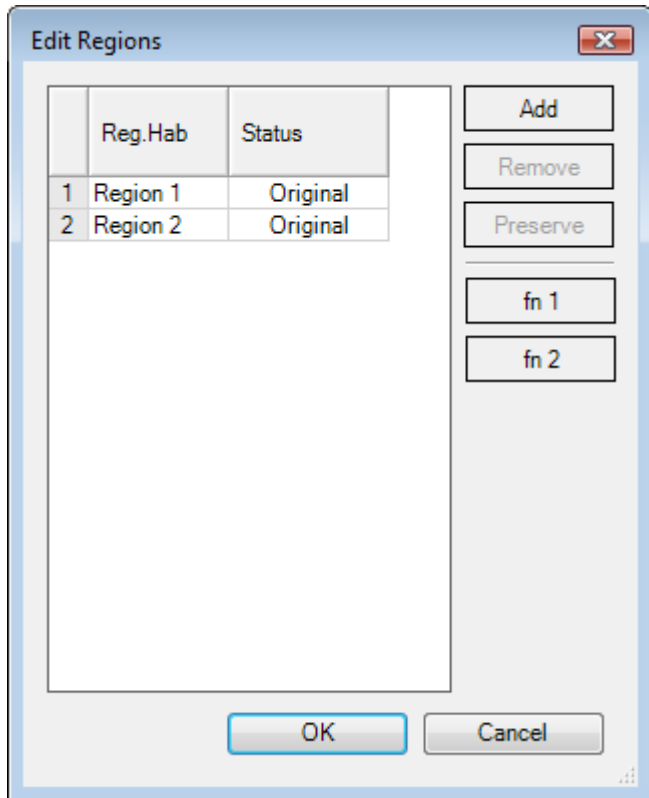 Edit Regions
Reg.Hab Status
1 Region 1 Original
2 Region 2 Original
Add
Remove
Preserve
fn 1
fn 2
OK Cancel